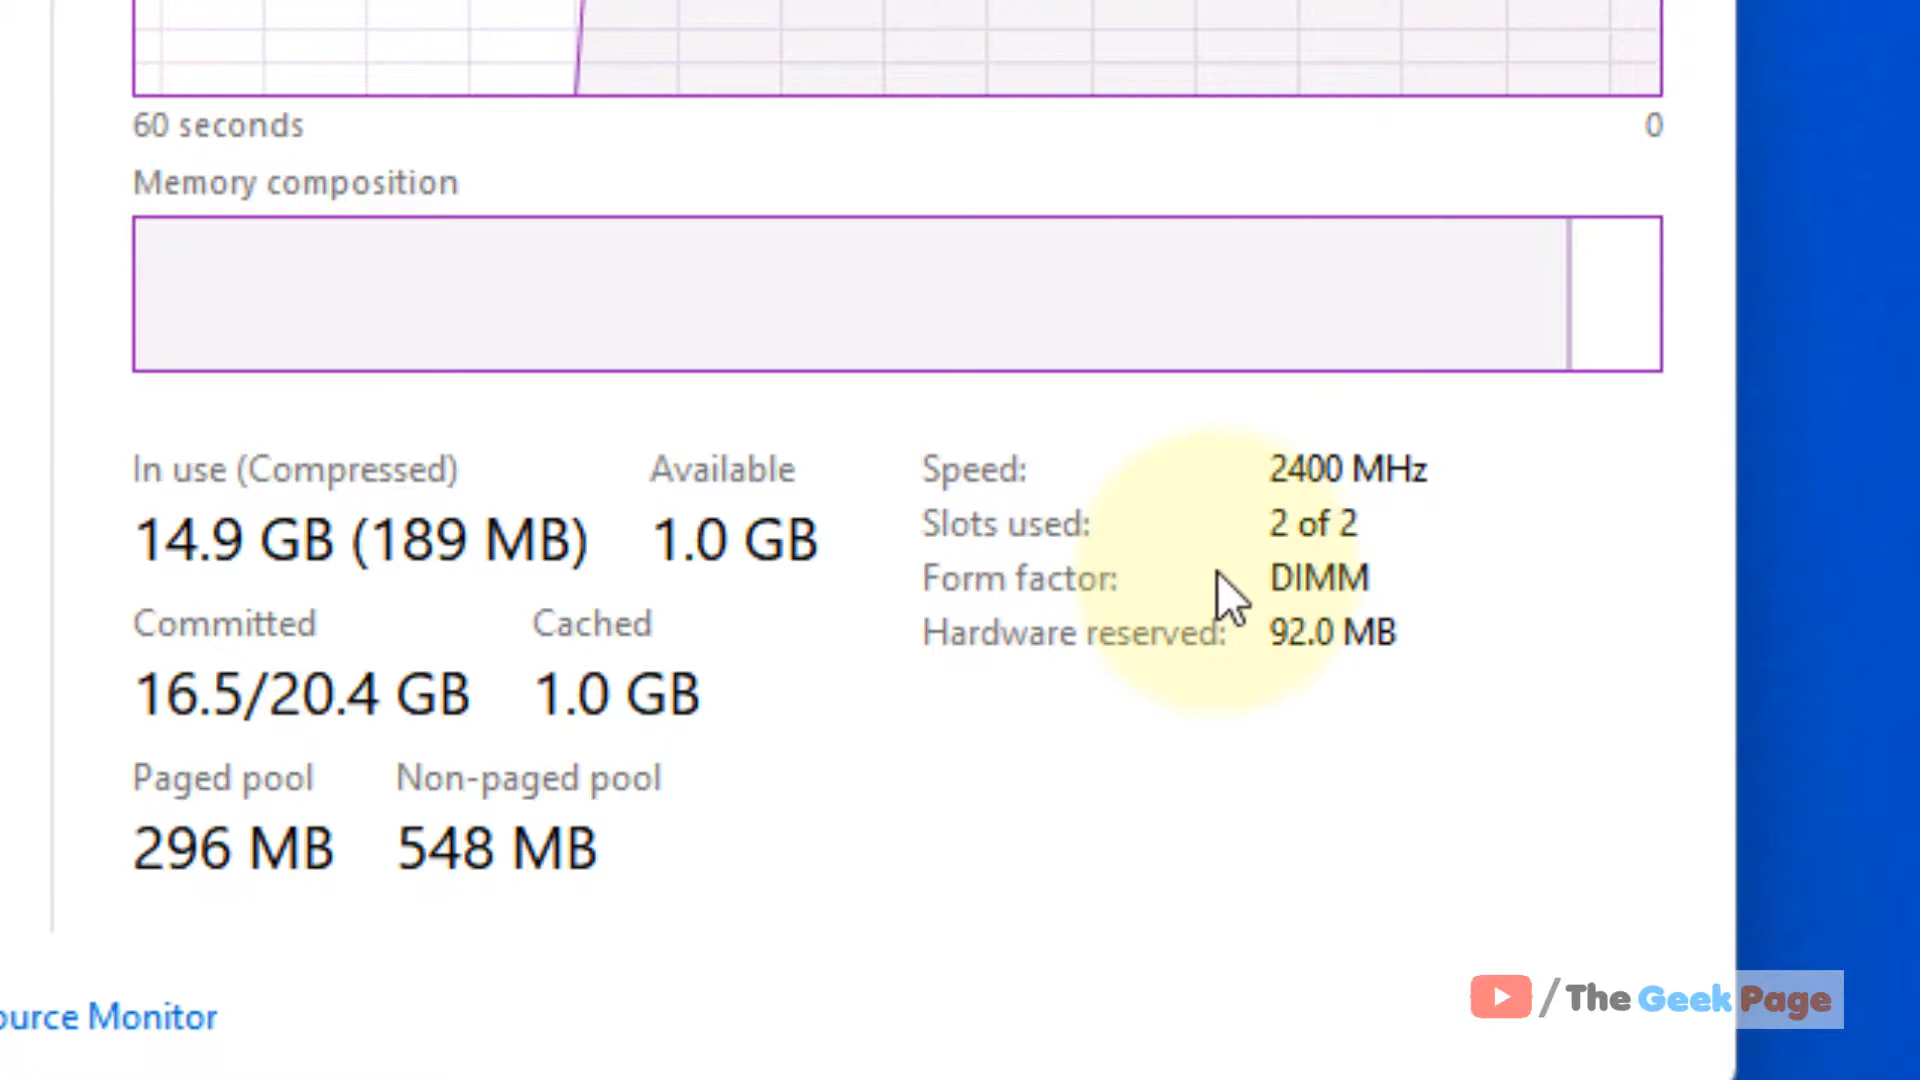 60 seconds 0
Memory composition
In use (Compressed) Available
14.9 GB (189 MB) 1.0 GB
Committed Cached
16.5/20.4 GB 1.0 GB
Paged pool Non-paged pool
296 MB 548 MB
Speed: 2400 MHz
Slots used: 2 of 2
Form factor: DIMM
Hardware reserved: 92.0 MB
ource Monitor
/The Geek Page